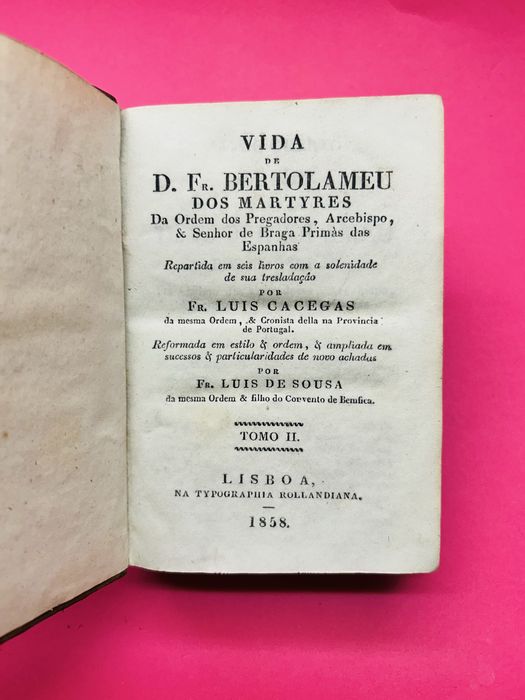 VIDA
DE
D. FR. BERTOLAMEU
DOS MARTYRES
Da Ordem dos Pregadores, Arcebispo,
& Senhor de Braga Primàs das
Espanhas
Repartida em seis livros com a solenidade
de sua tresladação
POR
FR. LUIS CACEGAS
da mesma Ordem, & Cronista della na Provincia
de Portugal.
Reformada em estilo & ordem, & ampliada em
sucessos & particularidades de novo achadas
POR
FR. LUIS DE SOUSA
da mesma Ordem & filho do Convento de Bemfica.
TOMO II.
LISBOA,
NA TYPOGRAPHIA ROLLANDIANA.
1858.